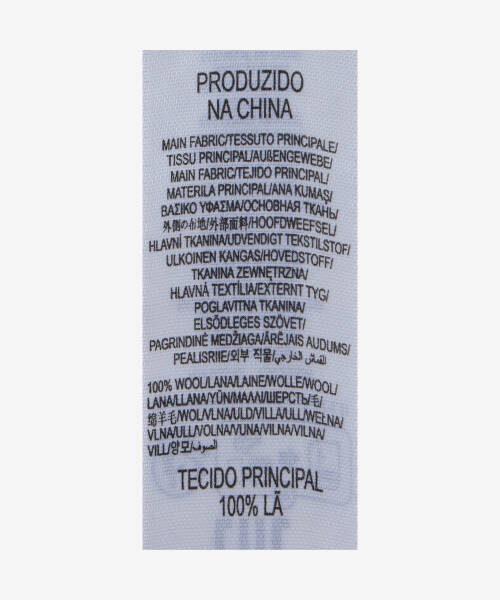 PRODUZIDO
NA CHINA
MAIN FABRIC/TESSUTO PRINCIPALE/
TISSU PRINCIPAL/AUßENGEWEBE/
MAIN FABRIC/TEJIDO PRINCIPAL/
MATERILA PRINCIPAL/ANA KUMAŞ/
ΒΑΣΙΚΟ ΥΦΑΣΜΑ/ОСНОВНАЯ ТКАНЬ/
外側の布地/外部面料/HOOFDWEEFSEL/
HLAVNÍ TKANINA/UDVENDIGT TEKSTILSTOF/
ULKOINEN KANGAS/HOVEDSTOFF/
TKANINA ZEWNĘTRZNA/
HLAVNÁ TEXTÍLIA/EXTERNT TYG/
POGLAVITNA TKANINA/
ELSŐDLEGES SZÖVET/
PAGRINDINĖ MEDŽIAGA/ĀRĒJAIS AUDUMS/
PEALISRIIE/외부 직물/القماش الخارجي/
100% WOOL/LANA/LAINE/WOLLE/WOOL/
LANA/LLANA/YÜN/ΜΑΛΛΙ/ШЕРСТЬ/毛/
绵羊毛/WOL/VLNA/ULD/VILLA/ULL/WEŁNA/
VLNA/ULL/VOLNA/VUNA/VILNA/VILNA/
VILL/양모/الصوف/
TECIDO PRINCIPAL
100% LÃ